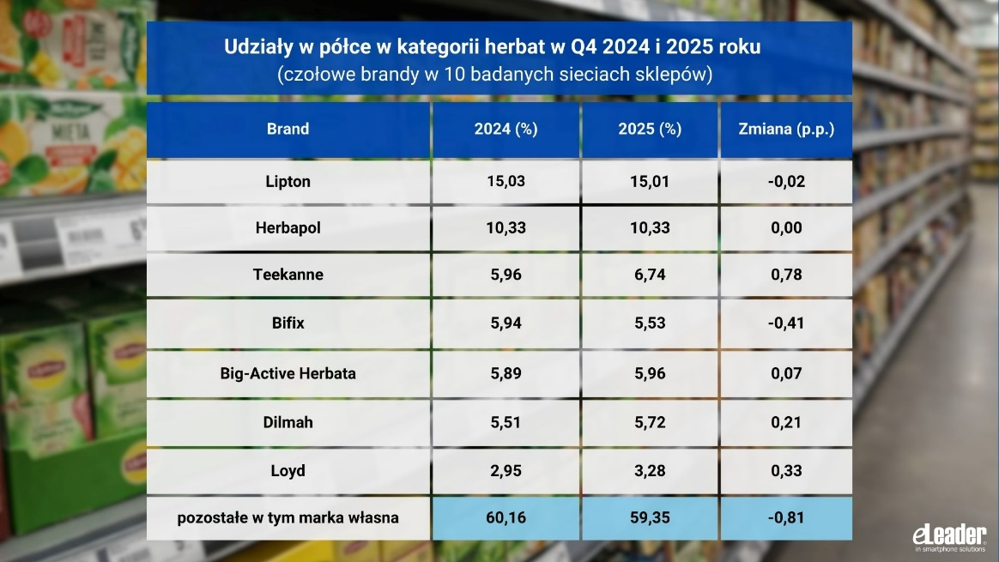 Udziały w półce w kategorii herbat w Q4 2024 i 2025 roku
(czołowe brandy w 10 badanych sieciach sklepów)
Brand 2024 (%) 2025 (%) Zmiana (p.p.)
Lipton 15,03 15,01 -0,02
Herbapol 10,33 10,33 0,00
Teekanne 5,96 6,74 0,78
Bifix 5,94 5,53 -0,41
Big-Active Herbata 5,89 5,96 0,07
Dilmah 5,51 5,72 0,21
Loyd 2,95 3,28 0,33
pozostałe w tym marka własna 60,16 59,35 -0,81
MIĘTA
eLeader
in smartphone solutions